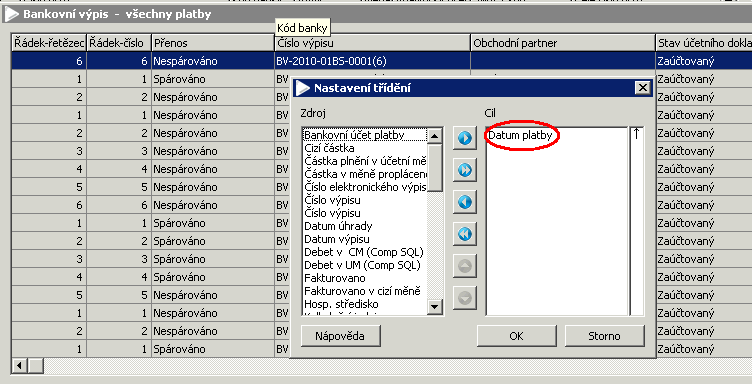 Bankovní výpis - všechny platby
Kód banky
Řádek-řetězec Řádek-číslo Přenos Číslo výpisu Obchodní partner Stav účetního dokla
6 6 Nespárováno BV-2010-01BS-0001(6) Zaúčtovaný
1 1 Spárováno BV Zaúčtovaný
2 2 Nespárováno BV Zaúčtovaný
1 1 Nespárováno BV Zaúčtovaný
2 2 Nespárováno BV Zaúčtovaný
3 3 Nespárováno BV Zaúčtovaný
4 4 Nespárováno BV Zaúčtovaný
5 5 Nespárováno BV Zaúčtovaný
6 6 Nespárováno BV Zaúčtovaný
1 1 Spárováno BV Zaúčtovaný
2 2 Spárováno BV Zaúčtovaný
3 3 Spárováno BV Zaúčtovaný
4 4 Spárováno BV Zaúčtovaný
5 5 Nespárováno BV Zaúčtovaný
1 1 Nespárováno BV Zaúčtovaný
2 2 Nespárováno BV Zaúčtovaný
1 1 Spárováno BV Zaúčtovaný
Nastavení třídění
Zdroj
Bankovní účet platby
Cizí částka
Částka plnění v účetní mě
Částka v měně proplácen
Číslo elektronického výpis
Číslo výpisu
Číslo výpisu
Datum úhrady
Datum výpisu
Debet v CM (Comp SQL)
Debet v UM (Comp SQL)
Fakturovano
Fakturovano v cizí měně
Hosp. středisko
Cíl
Datum platby
↑
Nápověda
OK
Storno